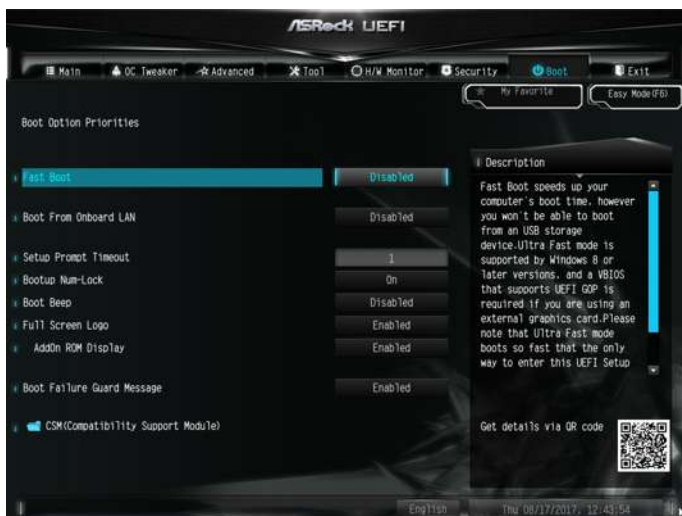 ASRock UEFI
Main
OC Tweaker
Advanced
Tool
H/W Monitor
Security
Boot
Exit
My Favorite
Easy Mode(F6)
Boot Option Priorities
Fast Boot Disabled
Boot From Onboard LAN Disabled
Setup Prompt Timeout 1
Bootup Num-Lock On
Boot Beep Disabled
Full Screen Logo Enabled
AddOn ROM Display Enabled
Boot Failure Guard Message Enabled
CSM(Compatibility Support Module)
Description
Fast Boot speeds up your
computer's boot time, however
you won't be able to boot
from an USB storage
device.Ultra Fast mode is
supported by Windows 8 or
later versions, and a VBIOS
that supports UEFI GOP is
required if you are using an
external graphics card.Please
note that Ultra Fast mode
boots so fast that the only
way to enter this UEFI Setup
Get details via QR code
English
Thu 08/17/2017, 12:43:54